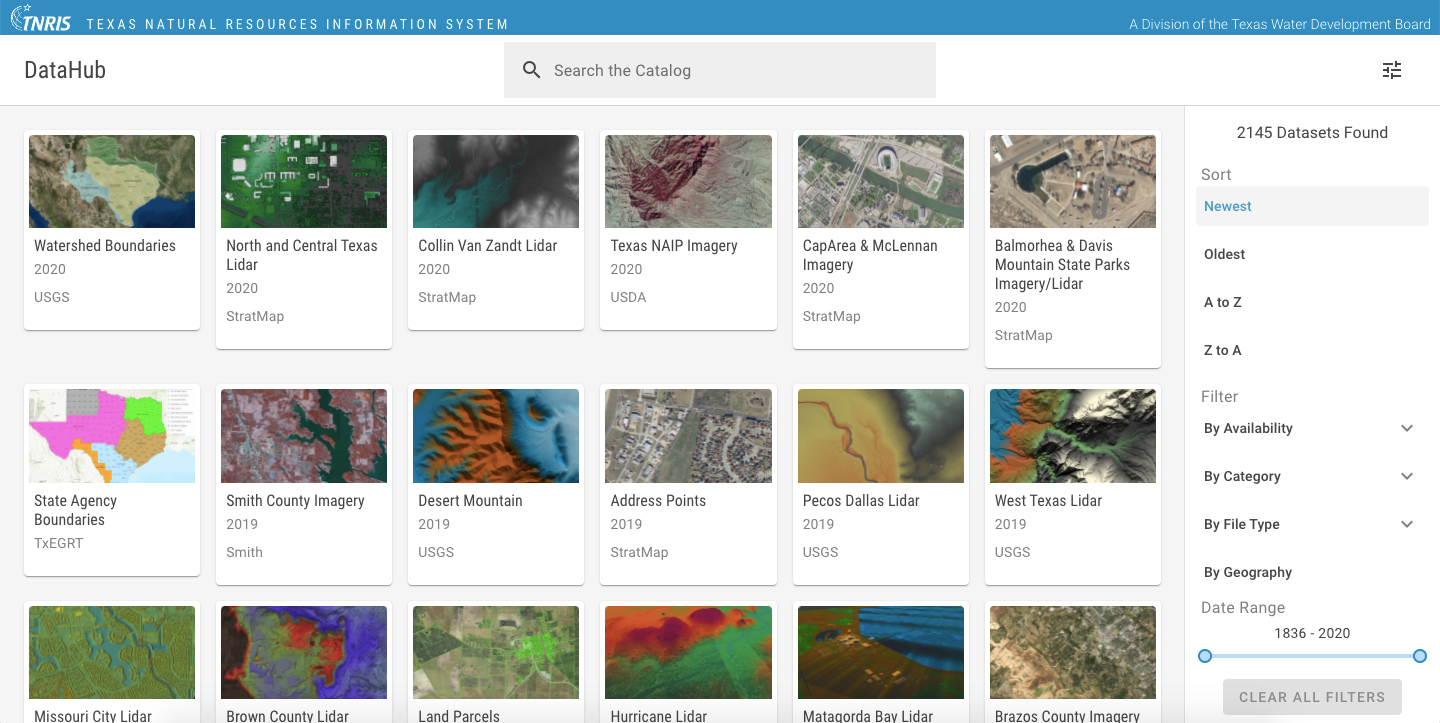 TNRIS TEXAS NATURAL RESOURCES INFORMATION SYSTEM
A Division of the Texas Water Development Board
DataHub
Search the Catalog
Watershed Boundaries
2020
USGS
North and Central Texas
Lidar
2020
StratMap
Collin Van Zandt Lidar
2020
StratMap
Texas NAIP Imagery
2020
USDA
CapArea & McLennan
Imagery
2020
StratMap
Balmorhea & Davis
Mountain State Parks
Imagery/Lidar
2020
StratMap
State Agency
Boundaries
TxEGRT
Smith County Imagery
2019
Smith
Desert Mountain
2019
USGS
Address Points
2019
StratMap
Pecos Dallas Lidar
2019
USGS
West Texas Lidar
2019
USGS
Missouri City Lidar
Brown County Lidar
Land Parcels
Hurricane Lidar
Matagorda Bay Lidar
Brazos County Imagery
2145 Datasets Found
Sort
Newest
Oldest
A to Z
Z to A
Filter
By Availability
By Category
By File Type
By Geography
Date Range
1836 - 2020
CLEAR ALL FILTERS